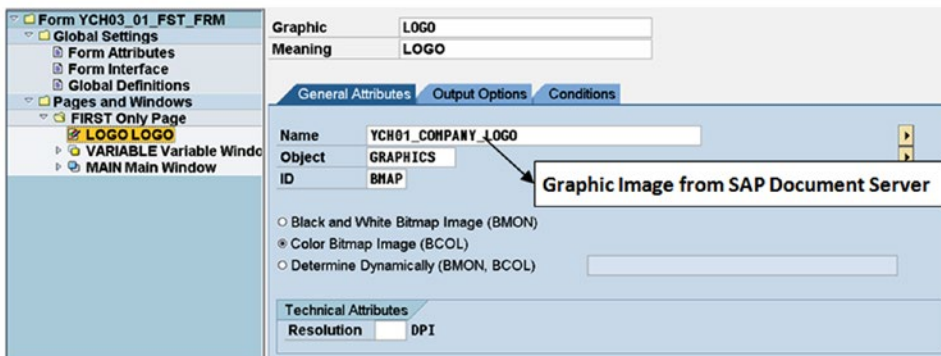 Form YCH03_01_FST_FRM
Global Settings
Form Attributes
Form Interface
Global Definitions
Pages and Windows
FIRST Only Page
LOGO LOGO
VARIABLE Variable Windo
MAIN Main Window
Graphic LOGO
Meaning LOGO
General Attributes Output Options Conditions
Name YCH01_COMPANY_LOGO
Object GRAPHICS
ID BMAP
Graphic Image from SAP Document Server
Black and White Bitmap Image (BMON)
Color Bitmap Image (BCOL)
Determine Dynamically (BMON, BCOL)
Technical Attributes
Resolution DPI